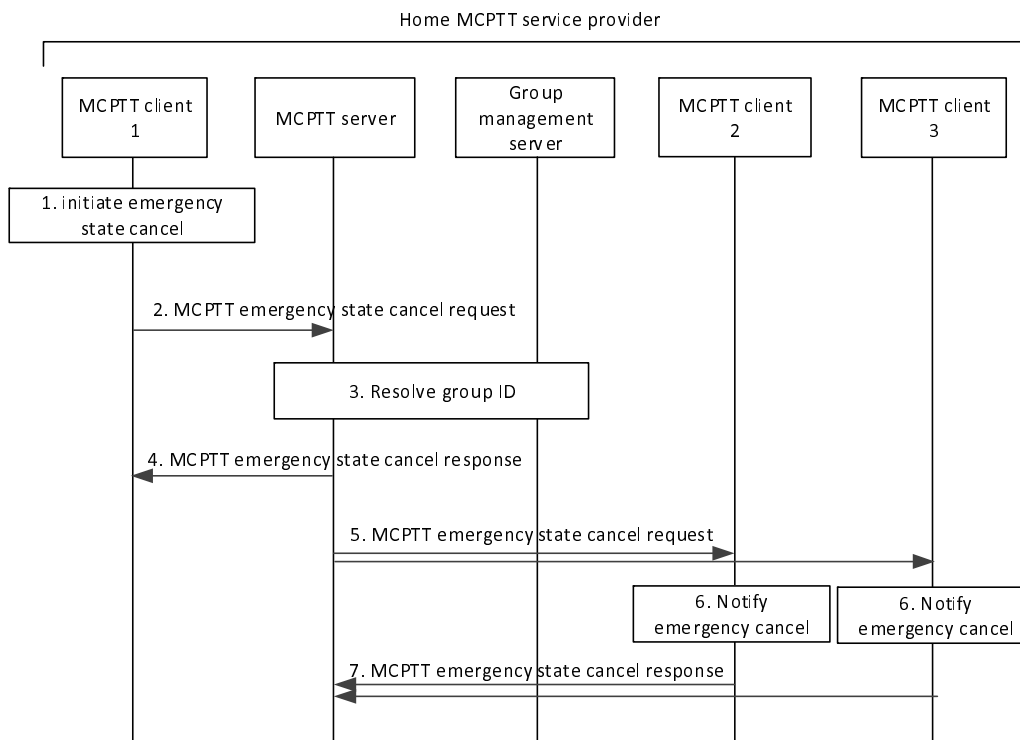 Home MCPTT service provider
MCPTT client
1
MCPTT server
Group
management
server
MCPTT client
2
MCPTT client
3
1. initiate emergency
state cancel
2. MCPTT emergency state cancel request
3. Resolve group ID
4. MCPTT emergency state cancel response
5. MCPTT emergency state cancel request
6. Notify
emergency cancel
6. Notify
emergency cancel
7. MCPTT emergency state cancel response